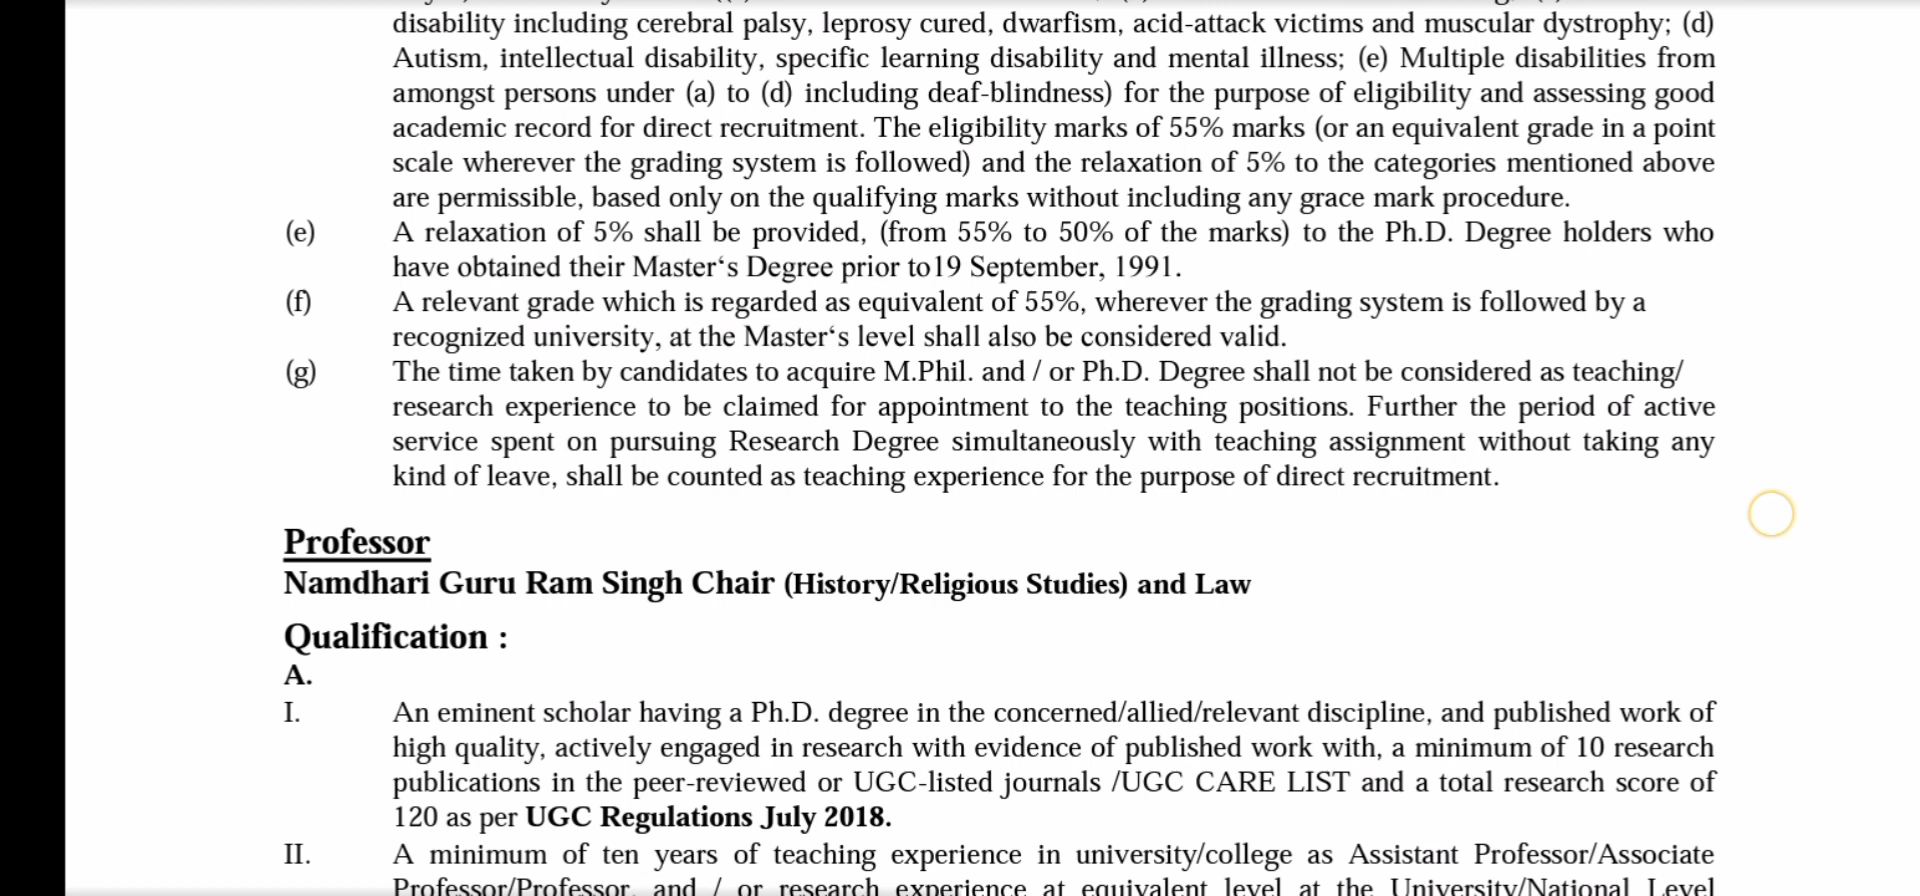 disability including cerebral palsy, leprosy cured, dwarfism, acid-attack victims and muscular dystrophy; (d)
Autism, intellectual disability, specific learning disability and mental illness; (e) Multiple disabilities from
amongst persons under (a) to (d) including deaf-blindness) for the purpose of eligibility and assessing good
academic record for direct recruitment. The eligibility marks of 55% marks (or an equivalent grade in a point
scale wherever the grading system is followed) and the relaxation of 5% to the categories mentioned above
are permissible, based only on the qualifying marks without including any grace mark procedure.
(e) A relaxation of 5% shall be provided, (from 55% to 50% of the marks) to the Ph.D. Degree holders who
have obtained their Master‘s Degree prior to19 September, 1991.
(f) A relevant grade which is regarded as equivalent of 55%, wherever the grading system is followed by a
recognized university, at the Master‘s level shall also be considered valid.
(g) The time taken by candidates to acquire M.Phil. and / or Ph.D. Degree shall not be considered as teaching/
research experience to be claimed for appointment to the teaching positions. Further the period of active
service spent on pursuing Research Degree simultaneously with teaching assignment without taking any
kind of leave, shall be counted as teaching experience for the purpose of direct recruitment.
Professor
Namdhari Guru Ram Singh Chair (History/Religious Studies) and Law
Qualification :
A.
I. An eminent scholar having a Ph.D. degree in the concerned/allied/relevant discipline, and published work of
high quality, actively engaged in research with evidence of published work with, a minimum of 10 research
publications in the peer-reviewed or UGC-listed journals /UGC CARE LIST and a total research score of
120 as per UGC Regulations July 2018.
II. A minimum of ten years of teaching experience in university/college as Assistant Professor/Associate
Professor/Professor, and / or research experience at equivalent level at the University/National Level